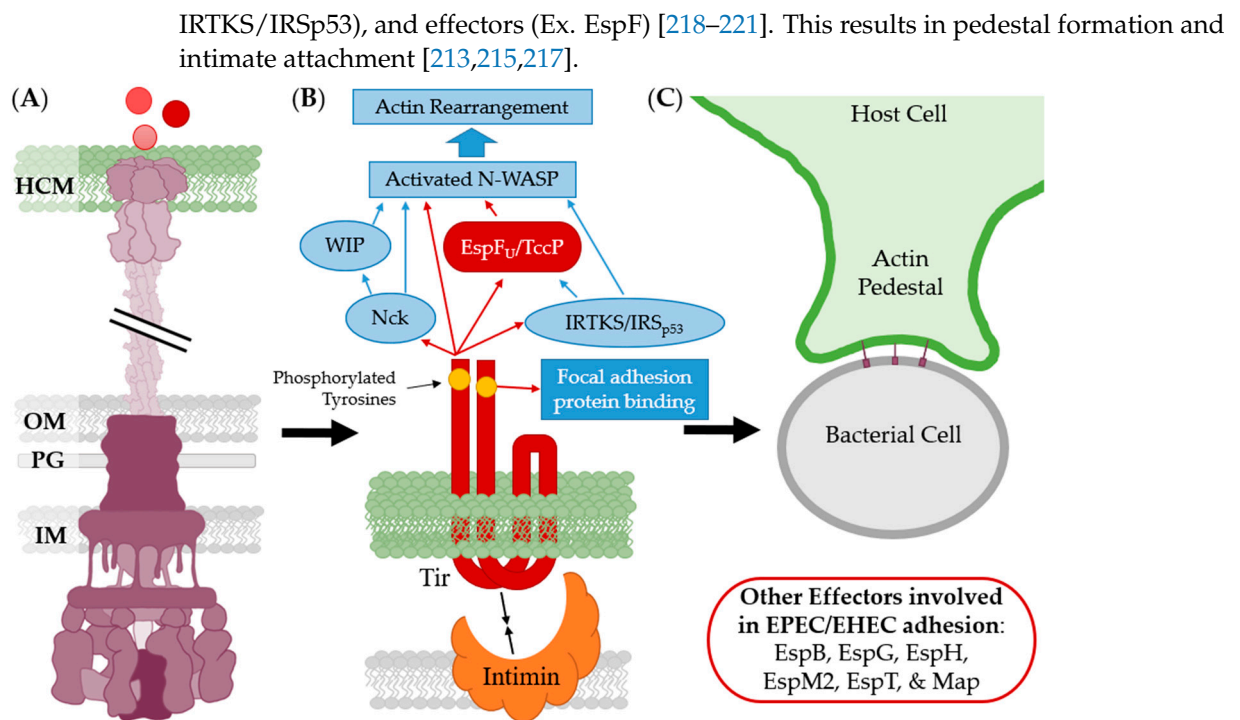 IRTKS/IRSp53), and effectors (Ex. EspF) [218–221]. This results in pedestal formation and
intimate attachment [213,215,217].
(A)
HCM
OM
PG
IM
(B)
Actin Rearrangement
Activated N-WASP
WIP
EspFU/TccP
Nck
IRTKS/IRSp53
Phosphorylated
Tyrosines
Focal adhesion
protein binding
Tir
Intimin
(C)
Host Cell
Actin
Pedestal
Bacterial Cell
Other Effectors involved
in EPEC/EHEC adhesion:
EspB, EspG, EspH,
EspM2, EspT, & Map